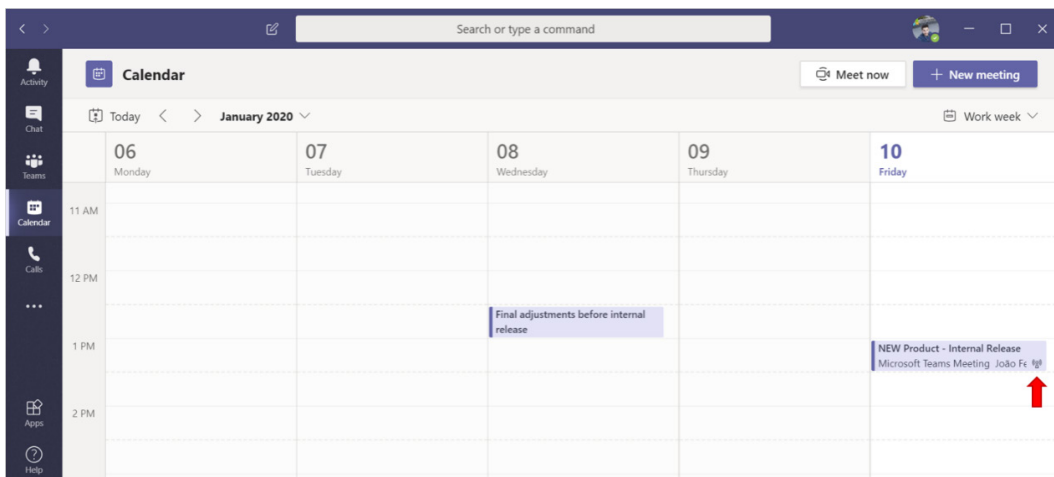 Search or type a command
Activity
Chat
Teams
Calendar
Calls
Apps
Help
Calendar
Meet now
New meeting
Today
January 2020
Work week
06
Monday
07
Tuesday
08
Wednesday
09
Thursday
10
Friday
11 AM
12 PM
1 PM
2 PM
Final adjustments before internal
release
NEW Product - Internal Release
Microsoft Teams Meeting João Fe